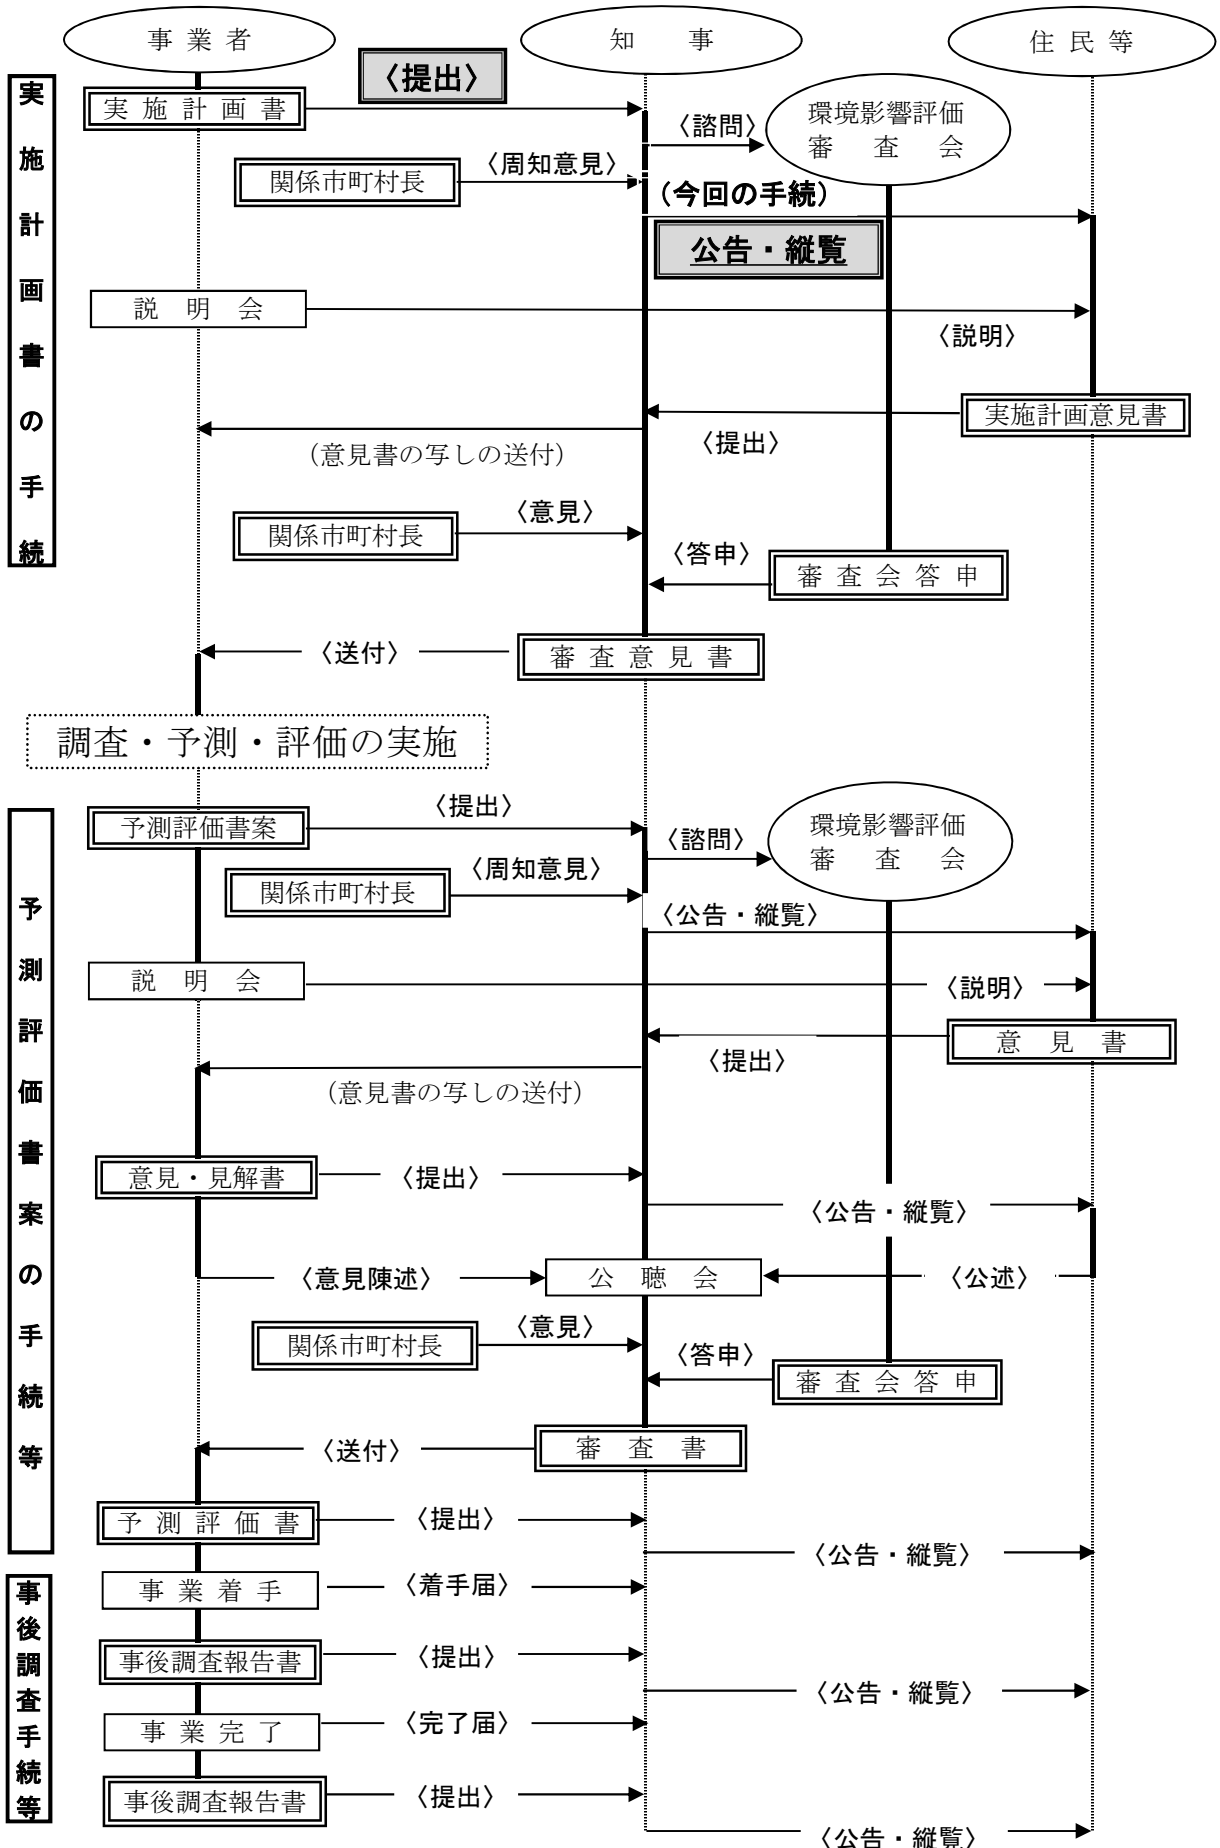 事業者
知事
住民等
実施計画書の手続
〈提出〉
実施計画書
環境影響評価
審査会
〈諮問〉
〈周知意見〉
関係市町村長
（今回の手続）
公告・縦覧
説明会
〈説明〉
実施計画意見書
〈提出〉
（意見書の写しの送付）
〈意見〉
関係市町村長
〈答申〉
審査会答申
〈送付〉
審査意見書
調査・予測・評価の実施
予測評価書案の手続等
〈提出〉
予測評価書案
環境影響評価
審査会
〈諮問〉
〈周知意見〉
関係市町村長
〈公告・縦覧〉
説明会
〈説明〉
意見書
〈提出〉
（意見書の写しの送付）
意見・見解書
〈提出〉
〈公告・縦覧〉
〈意見陳述〉
公聴会
〈公述〉
〈意見〉
関係市町村長
〈答申〉
審査会答申
〈送付〉
審査書
予測評価書
〈提出〉
〈公告・縦覧〉
事後調査手続等
事業着手
〈着手届〉
事後調査報告書
〈提出〉
〈公告・縦覧〉
事業完了
〈完了届〉
事後調査報告書
〈提出〉
〈公告・縦覧〉